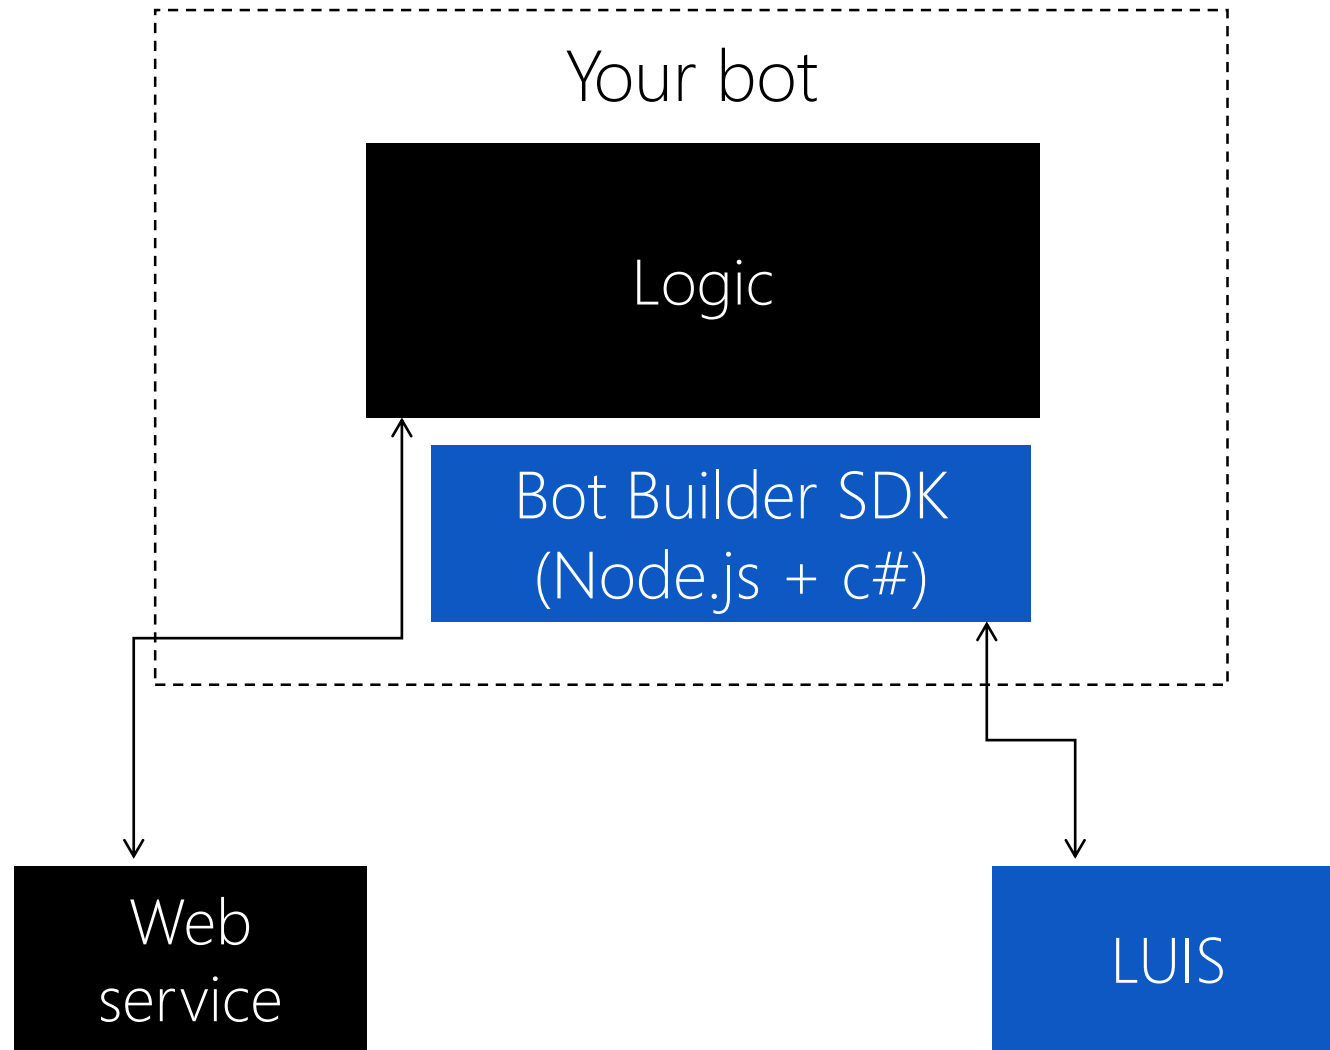 Your bot
Logic
Bot Builder SDK
(Node.js + c#)
Web
service
LUIS